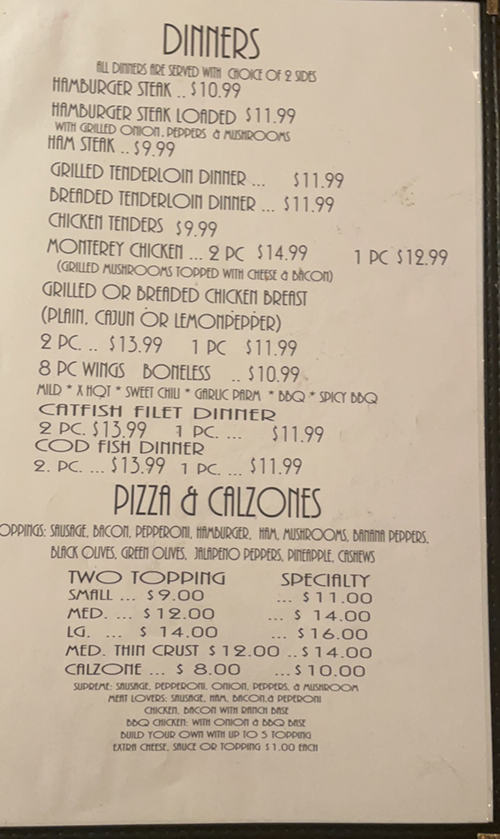 DINNERS
ALL DINNERS ARE SERVED WITH CHOICE OF 2 SIDES
HAMBURGER STEAK .. $10.99
HAMBURGER STEAK LOADED $11.99
WITH GRILLED ONION, PEPPERS & MUSHROOMS
HAM STEAK .. $9.99
GRILLED TENDERLOIN DINNER ... $11.99
BREADED TENDERLOIN DINNER ... $11.99
CHICKEN TENDERS $9.99
MONTEREY CHICKEN ... 2 PC $14.99 1 PC $12.99
(GRILLED MUSHROOMS TOPPED WITH CHEESE & BACON)
GRILLED OR BREADED CHICKEN BREAST
(PLAIN, CAJUN OR LEMONPEPPER)
2 PC. .. $13.99 1 PC $11.99
8 PC WINGS BONELESS .. $10.99
MILD * X HOT * SWEET CHILI * GARLIC PARM * BBQ * SPICY BBQ
CATFISH FILET DINNER
2 PC. $13.99 1 PC. ... $11.99
COD FISH DINNER
2. PC. ... $13.99 1 PC. ... $11.99
PIZZA & CALZONES
OPPINGS: SAUSAGE, BACON, PEPPERONI, HAMBURGER, HAM, MUSHROOMS, BANANA PEPPERS,
BLACK OLIVES, GREEN OLIVES, JALAPENO PEPPERS, PINEAPPLE, CASHEWS
TWO TOPPING SPECIALTY
SMALL ... $9.00 ... $11.00
MED. ... $12.00 ... $14.00
LG. ... $14.00 ... $16.00
MED. THIN CRUST $12.00 .. $14.00
CALZONE ... $8.00 ...$10.00
SUPREME: SAUSAGE, PEPPERONI, ONION, PEPPERS, & MUSHROOM
MEAT LOVERS: SAUSAGE, HAM, BACON,& PEPERONI
CHICKEN, BACON WITH RANCH BASE
BBQ CHICKEN: WITH ONION & BBQ BASE
BUILD YOUR OWN WITH UP TO 5 TOPPING
EXTRA CHEESE, SAUCE OR TOPPING $1.00 EACH